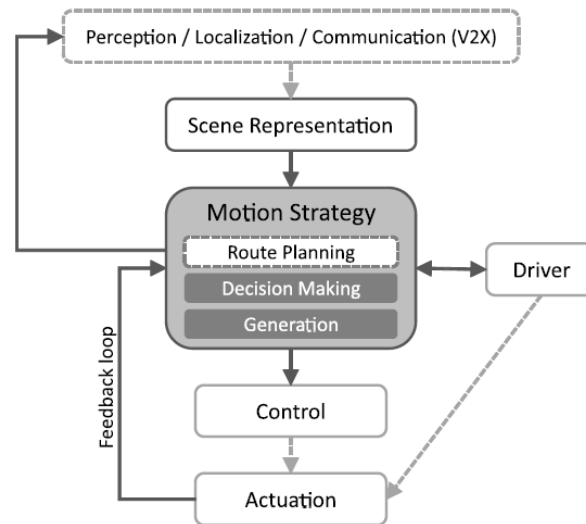 Perception / Localization / Communication (V2X)
Scene Representation
Motion Strategy
Route Planning
Decision Making
Generation
Driver
Feedback loop
Control
Actuation